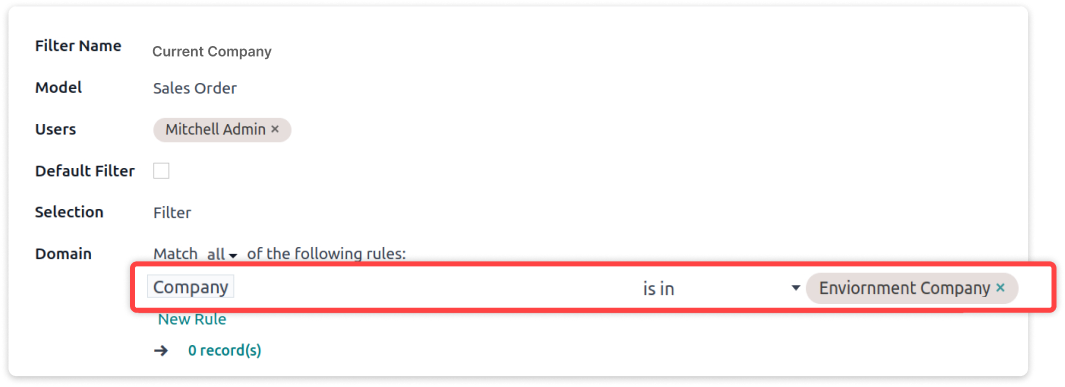 Filter Name Current Company
Model Sales Order
Users Mitchell Admin ×
Default Filter
Selection Filter
Domain Match all of the following rules:
Company is in Enviornment Company ×
New Rule
→ 0 record(s)